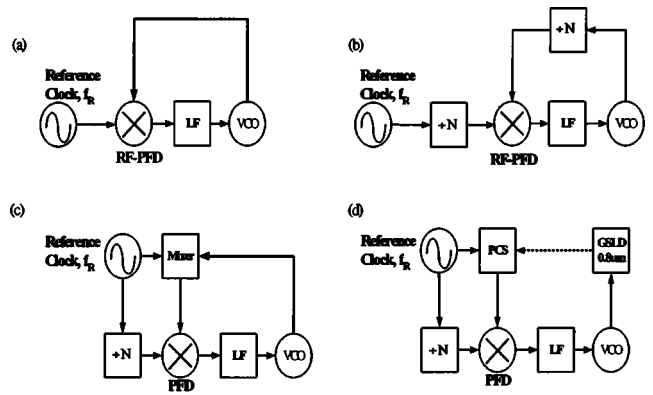 (a)
Reference
Clock, fR
LF
VCO
RF-PFD
(b)
÷N
Reference
Clock, fR
÷N
LF
VCO
RF-PFD
(c)
Reference
Clock, fR
Mixer
÷N
LF
VCO
PFD
(d)
Reference
Clock, fR
PCS
GSLD
0.8um
÷N
LF
VCO
PFD